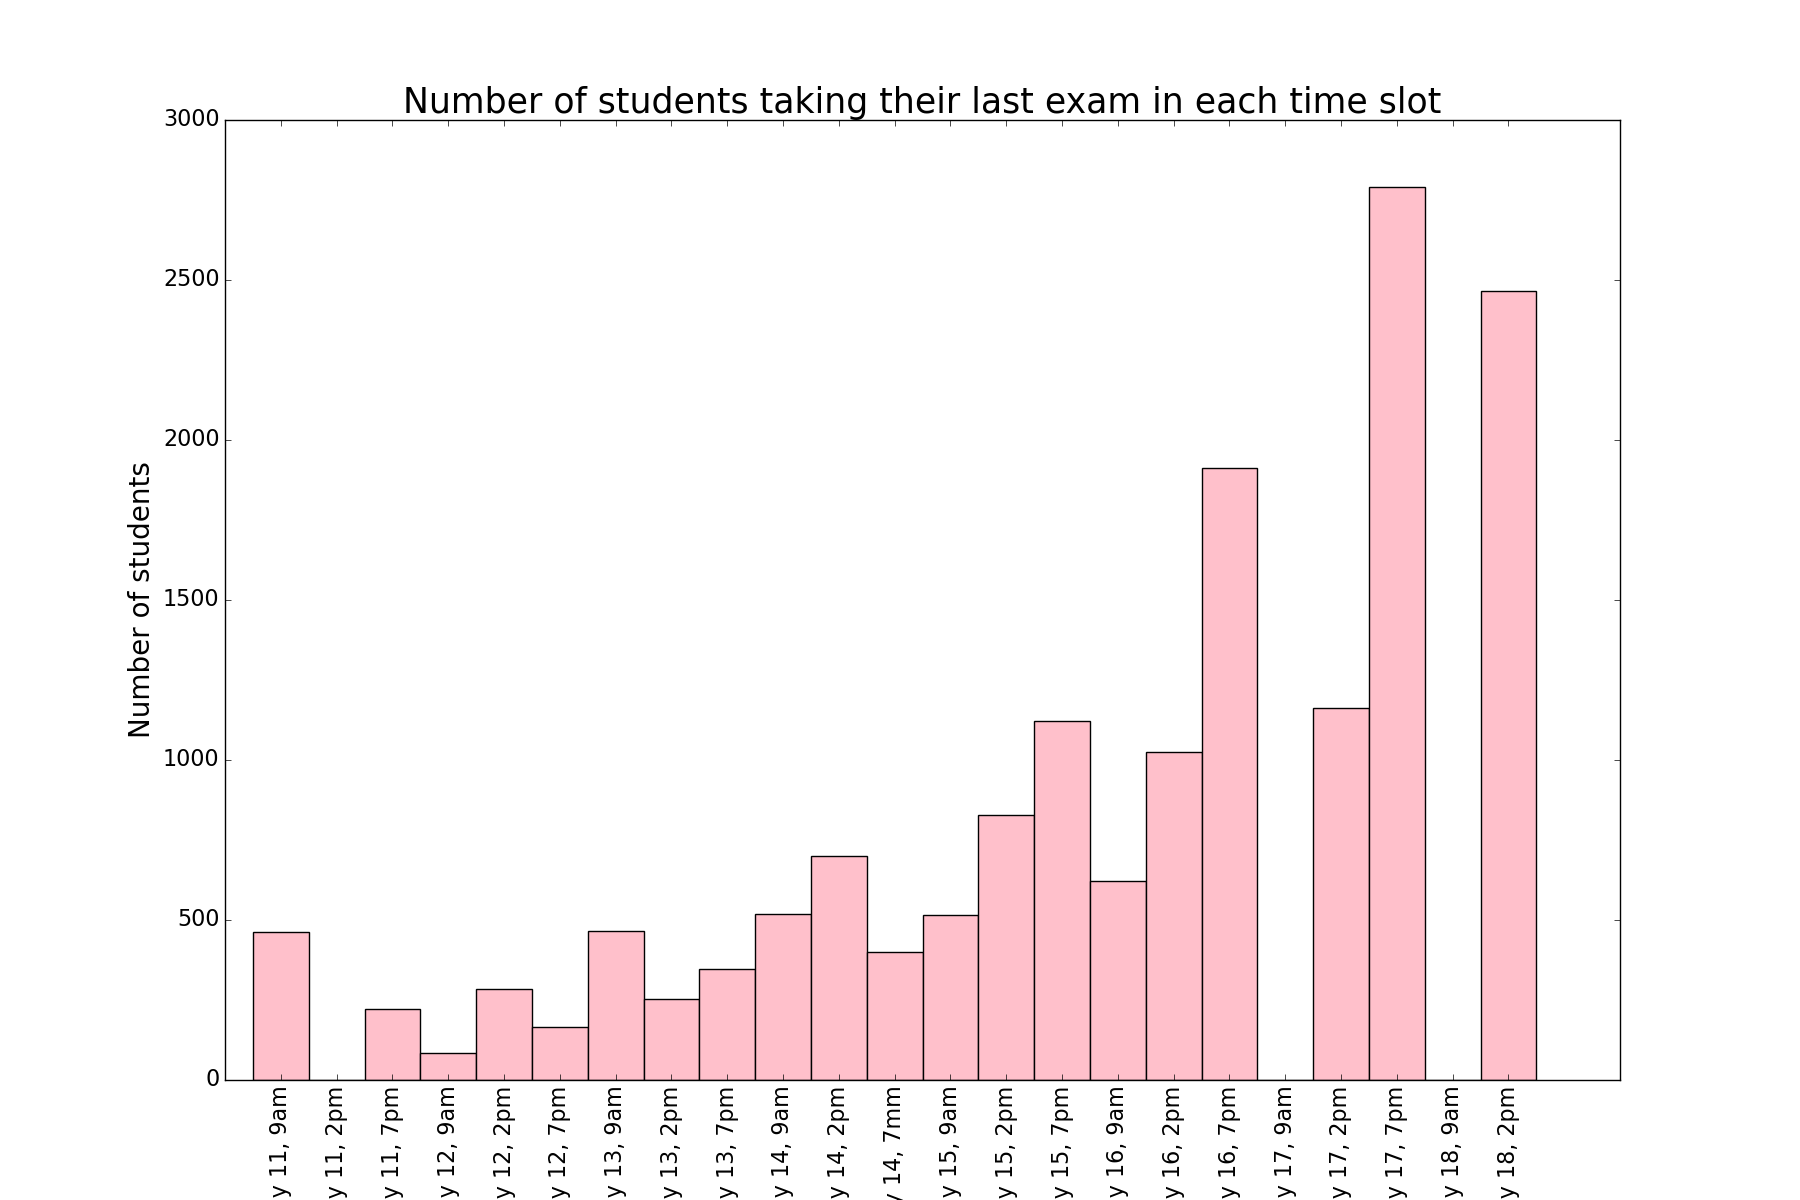 Number of students taking their last exam in each time slot
Number of students
3000
2500
2000
1500
1000
500
0
y 11, 9am
y 11, 2pm
y 11, 7pm
y 12, 9am
y 12, 2pm
y 12, 7pm
y 13, 9am
y 13, 2pm
y 13, 7pm
y 14, 9am
y 14, 2pm
y 14, 7mm
y 15, 9am
y 15, 2pm
y 15, 7pm
y 16, 9am
y 16, 2pm
y 16, 7pm
y 17, 9am
y 17, 2pm
y 17, 7pm
y 18, 9am
y 18, 2pm